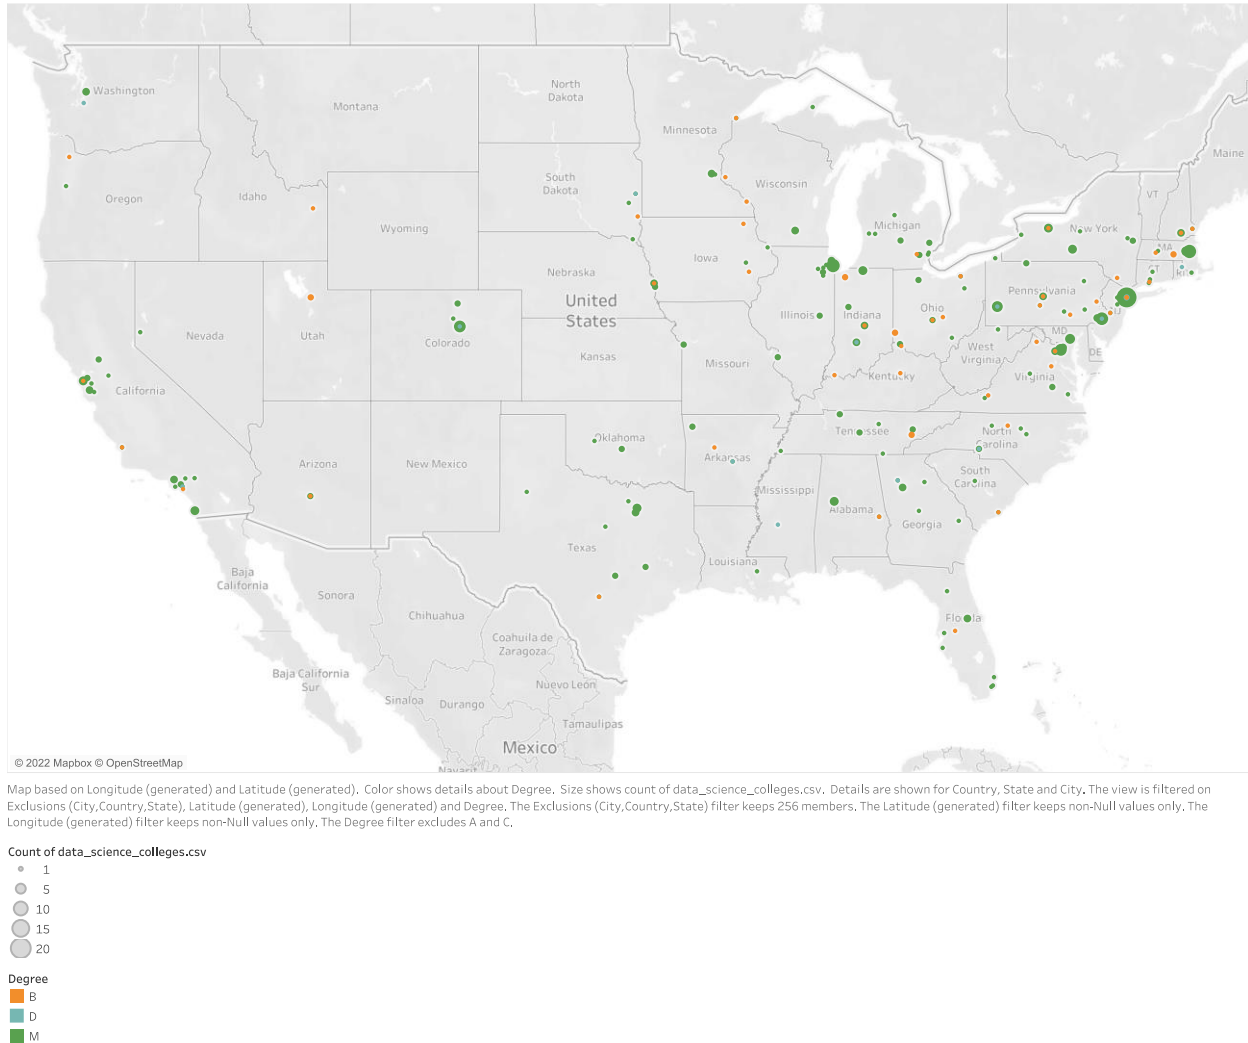 Washington
Montana
North
Dakota
Minnesota
Maine
Oregon
Idaho
South
Dakota
Wisconsin
VT
Wyoming
Michigan
New York
MA
CT
RI
Iowa
Nebraska
United
States
Nevada
Utah
Colorado
Kansas
Illinois
Indiana
Ohio
Pennsylvania
NJ
MD
DE
West
Virginia
Virginia
Missouri
Kentucky
California
Arizona
New Mexico
Oklahoma
Arkansas
Tennessee
North
Carolina
South
Carolina
Mississippi
Alabama
Georgia
Texas
Louisiana
Florida
Baja
California
Sonora
Chihuahua
Coahuila de
Zaragoza
Baja California
Sur
Sinaloa
Durango
Nuevo León
Tamaulipas
Mexico
Nayarit
© 2022 Mapbox © OpenStreetMap
Map based on Longitude (generated) and Latitude (generated). Color shows details about Degree. Size shows count of data_science_colleges.csv. Details are shown for Country, State and City. The view is filtered on
Exclusions (City,Country,State), Latitude (generated), Longitude (generated) and Degree. The Exclusions (City,Country,State) filter keeps 256 members. The Latitude (generated) filter keeps non-Null values only. The
Longitude (generated) filter keeps non-Null values only. The Degree filter excludes A and C.
Count of data_science_colleges.csv
1
5
10
15
20
Degree
B
D
M